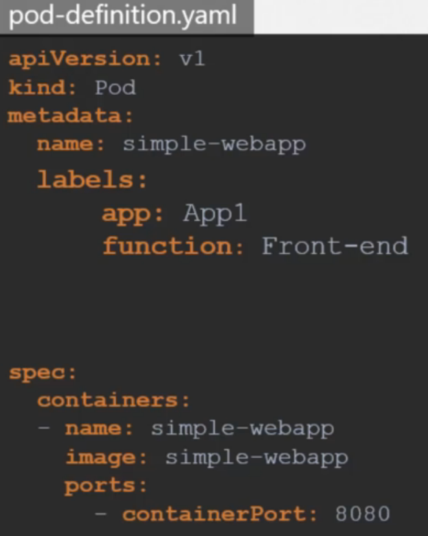 pod-definition.yaml
apiVersion: v1
kind: Pod
metadata:
  name: simple-webapp
  labels:
      app: App1
      function: Front-end
spec:
  containers:
  - name: simple-webapp
    image: simple-webapp
    ports:
      - containerPort: 8080